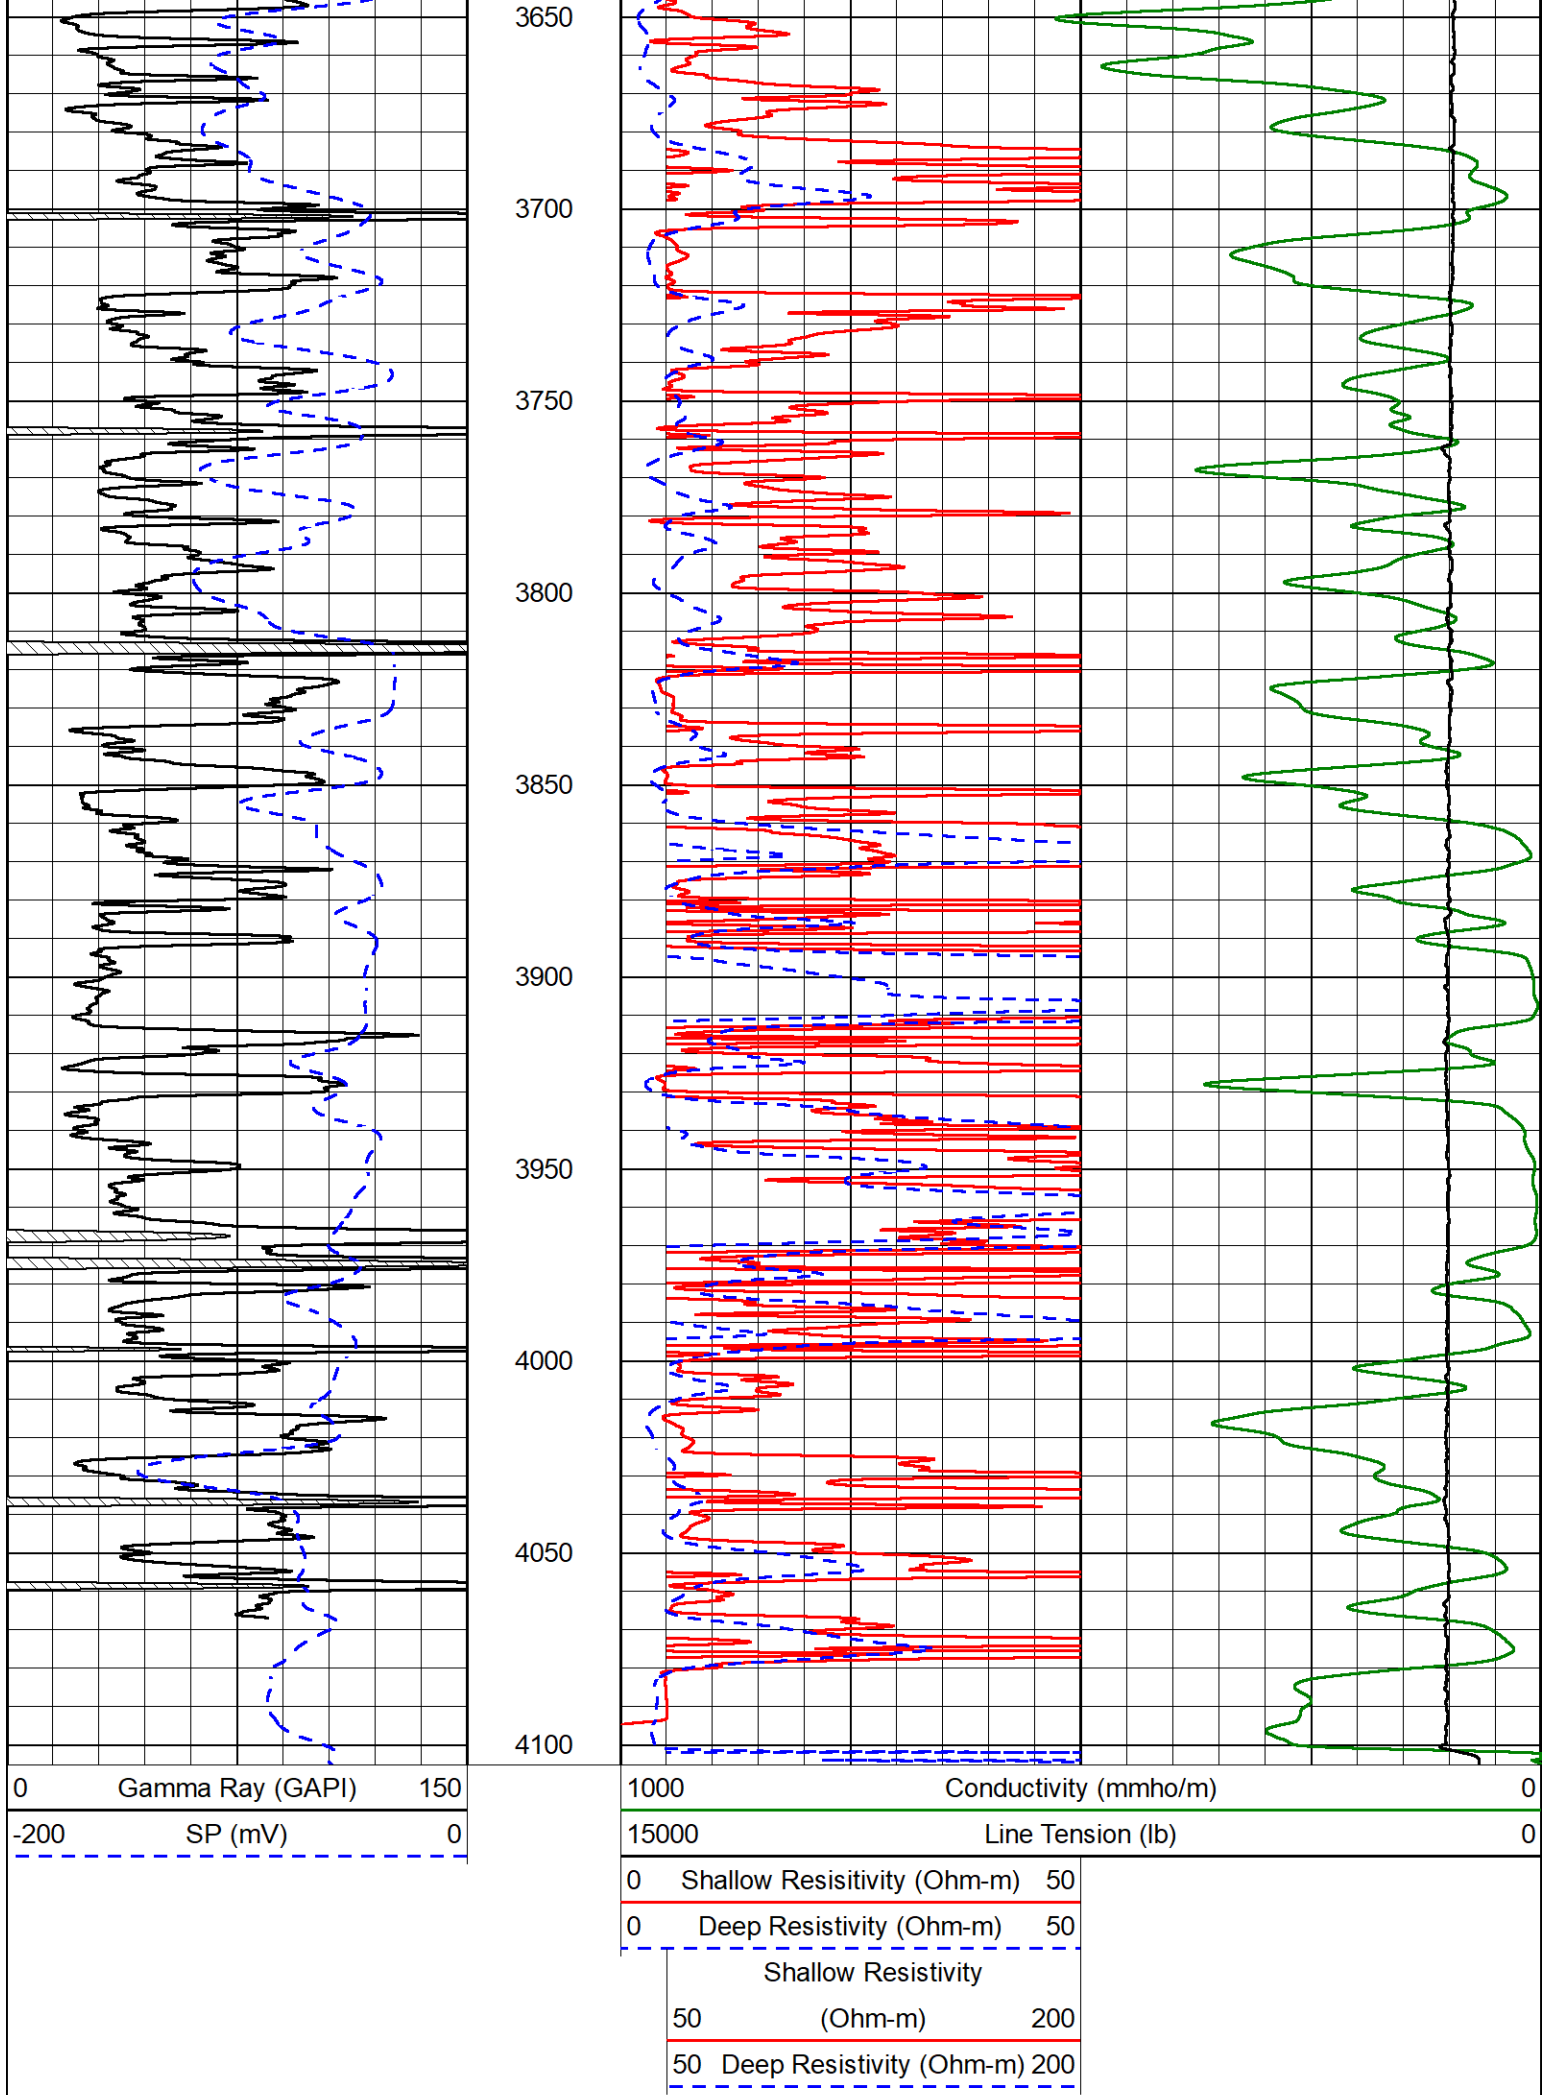 3650
3700
3750
3800
3850
3900
3950
4000
4050
4100
0 Gamma Ray (GAPI) 150
1000 Conductivity (mmho/m) 0
-200 SP (mV) 0
15000 Line Tension (lb) 0
0 Shallow Resisitivity (Ohm-m) 50
0 Deep Resistivity (Ohm-m) 50
Shallow Resistivity
50 (Ohm-m) 200
50 Deep Resistivity (Ohm-m) 200